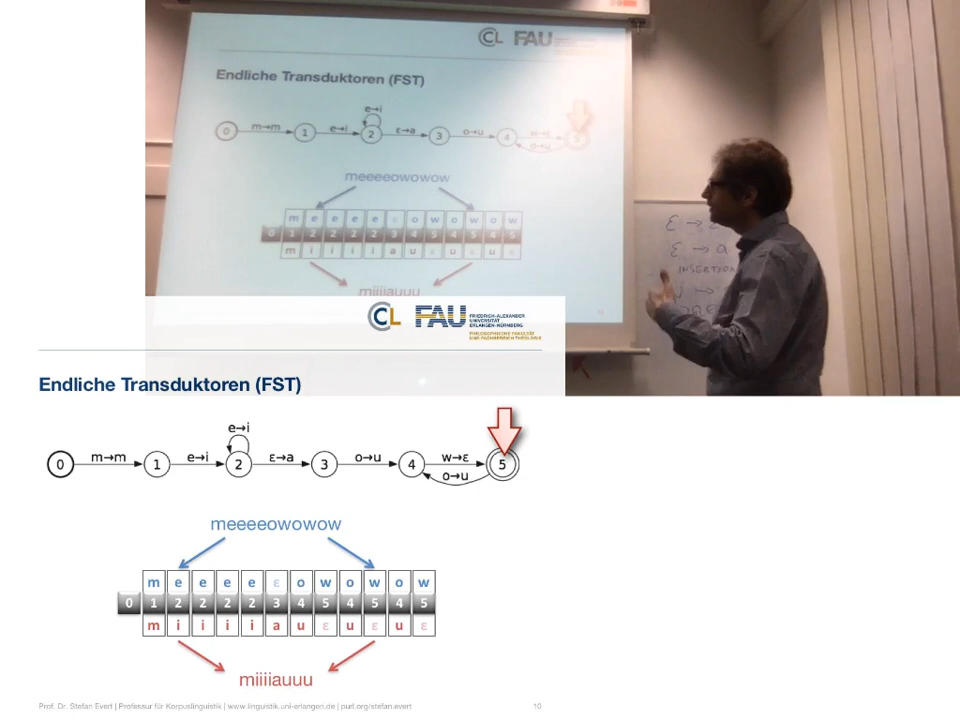 CL FAU
Endliche Transduktoren (FST)
e→i
0 m→m 1 e→i 2 ε→a 3 o→u 4 o→u
meeeeowowow
m e e e e ε o w o w o w
0 1 2 2 2 2 3 4 5 4 5 4 5
m i i i i a u ε u ε u ε
miiiiauuu
ε →
ε → a
INSERTION
CL FAU FRIEDRICH-ALEXANDER
UNIVERSITÄT
ERLANGEN-NÜRNBERG
PHILOSOPHISCHE FAKULTÄT
UND FACHBEREICH THEOLOGIE
Endliche Transduktoren (FST)
e→i
0 m→m 1 e→i 2 ε→a 3 o→u 4 w→ε 5
o→u
meeeeowowow
m e e e e ε o w o w o w
0 1 2 2 2 2 3 4 5 4 5 4 5
m i i i i a u ε u ε u ε
miiiiauuu
Prof. Dr. Stefan Evert | Professur für Korpuslinguistik | www.linguistik.uni-erlangen.de | purl.org/stefan.evert 10